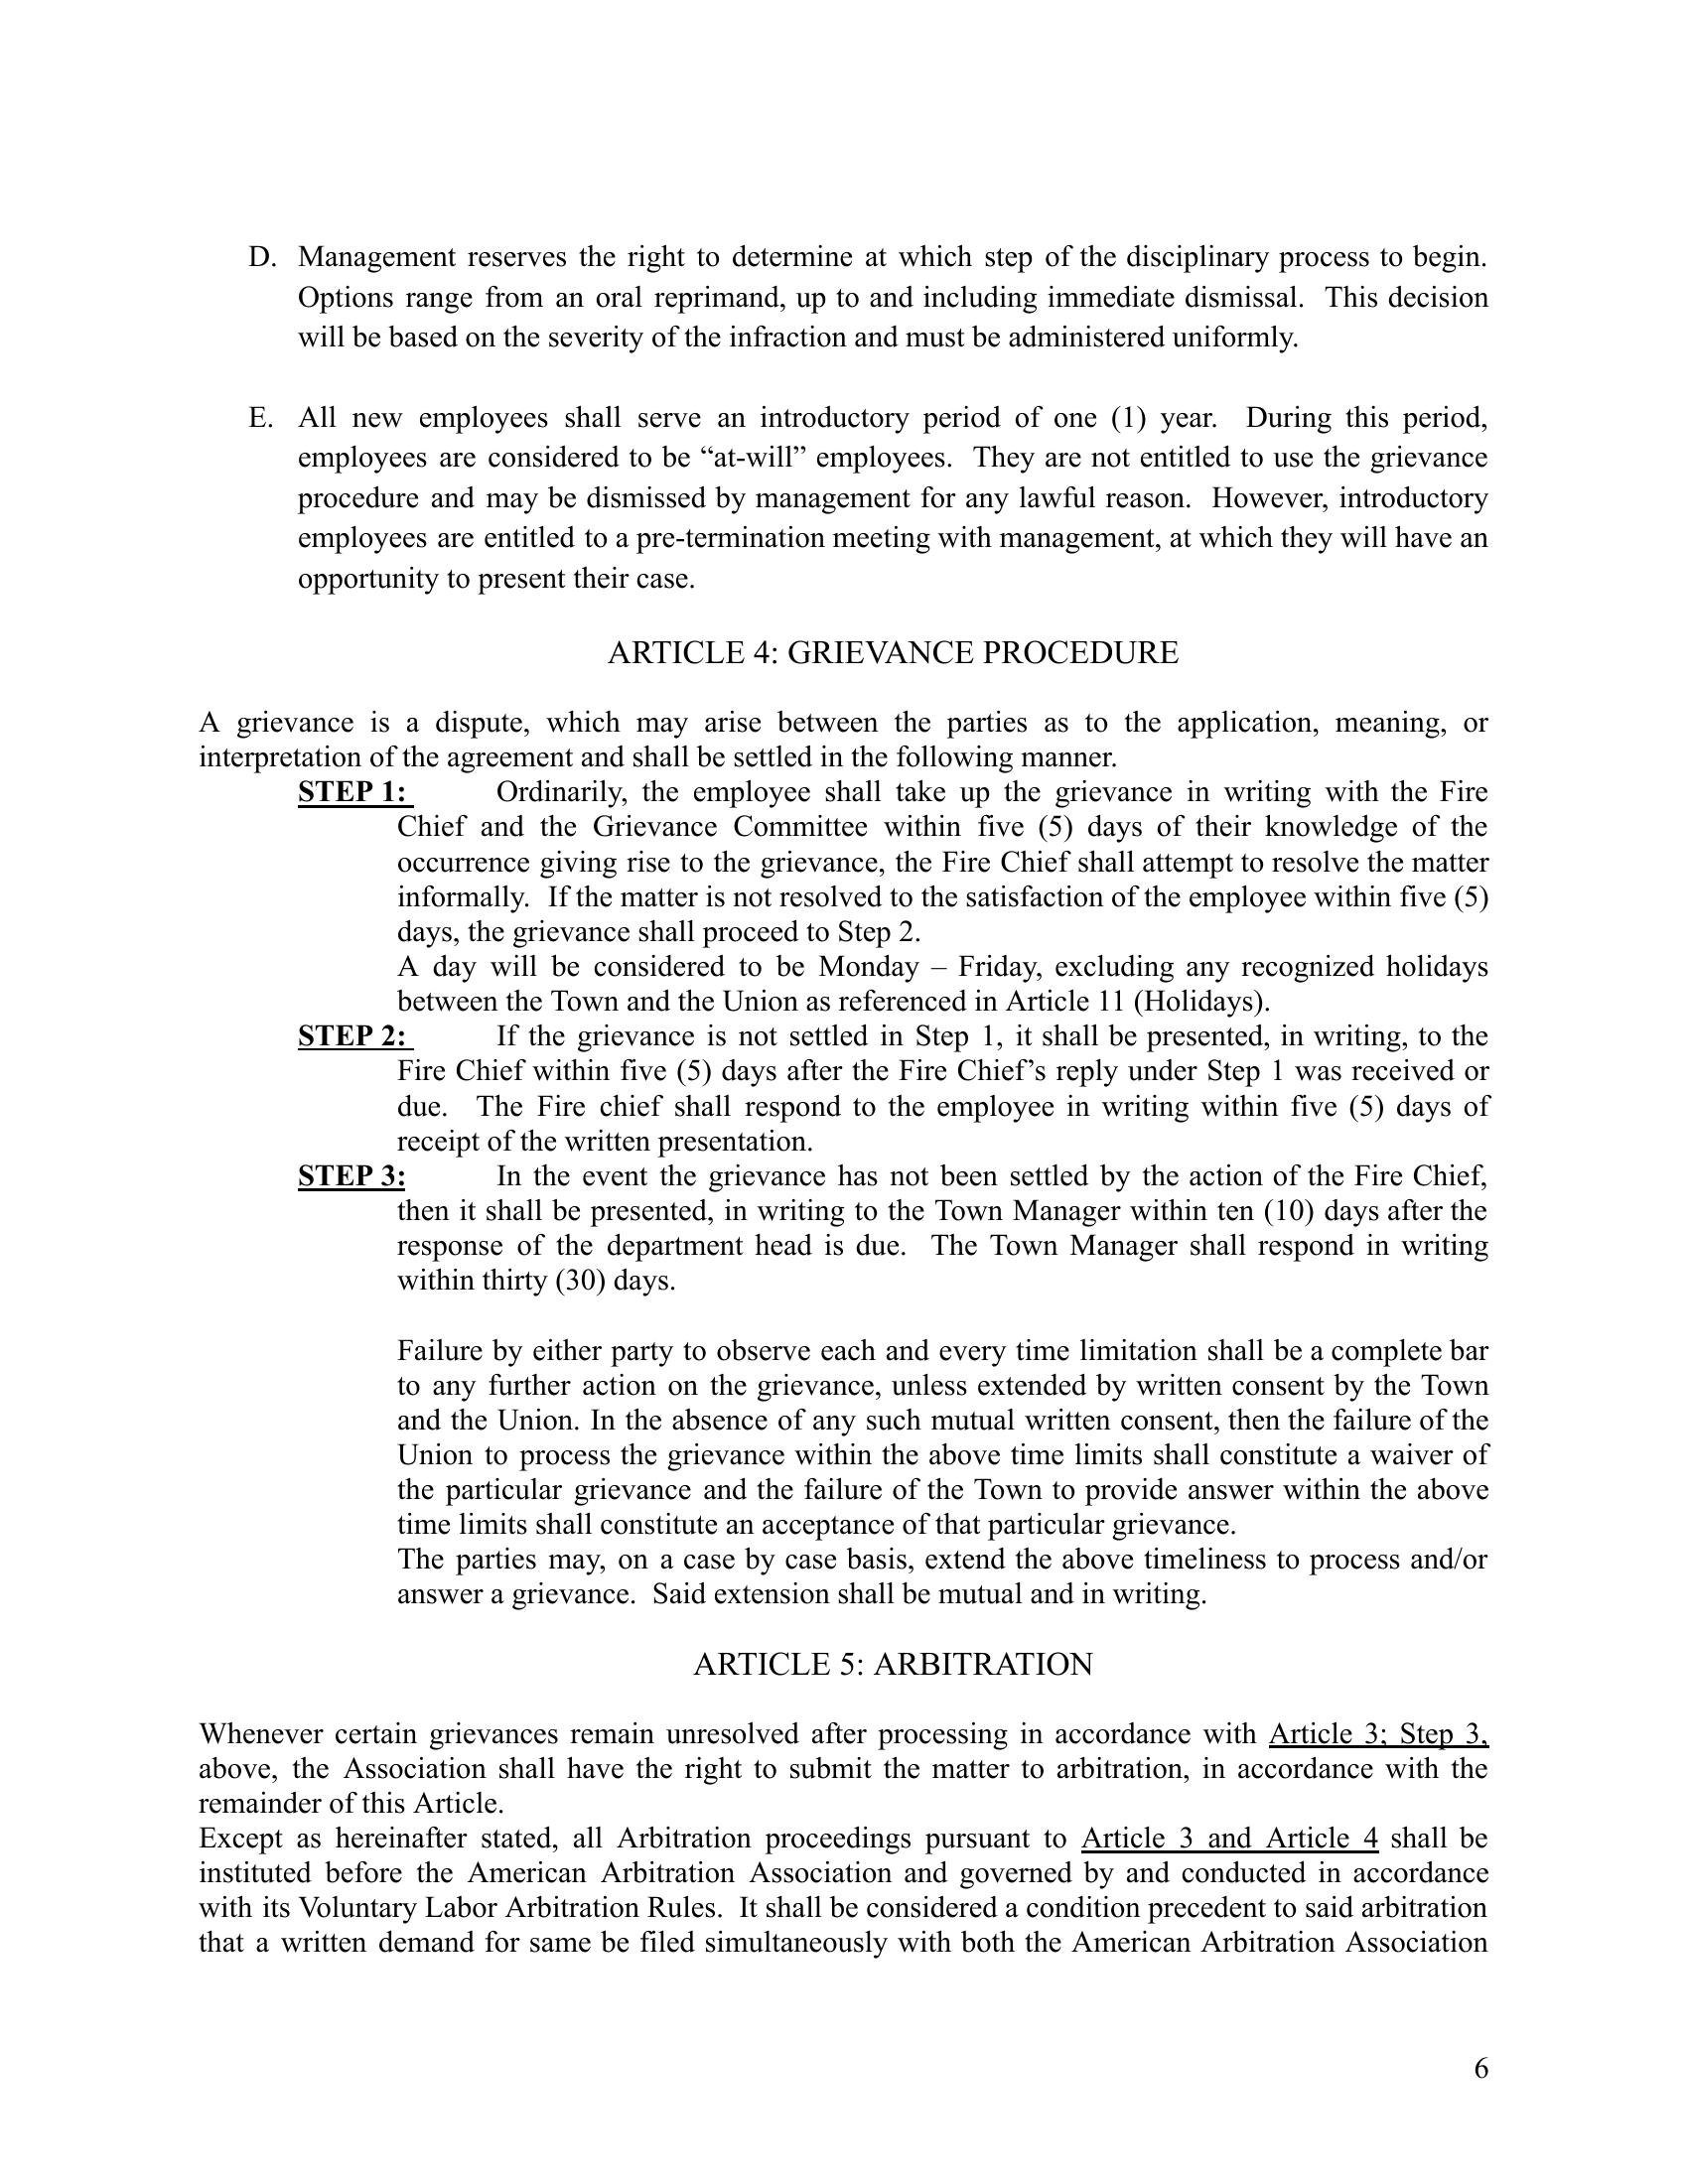 D. Management reserves the right to determine at which step of the disciplinary process to begin.
Options range from an oral reprimand, up to and including immediate dismissal. This decision
will be based on the severity of the infraction and must be administered uniformly.
E. All new employees shall serve an introductory period of one (1) year. During this period,
employees are considered to be “at-will” employees. They are not entitled to use the grievance
procedure and may be dismissed by management for any lawful reason. However, introductory
employees are entitled to a pre-termination meeting with management, at which they will have an
opportunity to present their case.
ARTICLE 4: GRIEVANCE PROCEDURE
A grievance is a dispute, which may arise between the parties as to the application, meaning, or
interpretation of the agreement and shall be settled in the following manner.
STEP 1: Ordinarily, the employee shall take up the grievance in writing with the Fire
Chief and the Grievance Committee within five (5) days of their knowledge of the
occurrence giving rise to the grievance, the Fire Chief shall attempt to resolve the matter
informally. If the matter is not resolved to the satisfaction of the employee within five (5)
days, the grievance shall proceed to Step 2.
A day will be considered to be Monday – Friday, excluding any recognized holidays
between the Town and the Union as referenced in Article 11 (Holidays).
STEP 2: If the grievance is not settled in Step 1, it shall be presented, in writing, to the
Fire Chief within five (5) days after the Fire Chief’s reply under Step 1 was received or
due. The Fire chief shall respond to the employee in writing within five (5) days of
receipt of the written presentation.
STEP 3: In the event the grievance has not been settled by the action of the Fire Chief,
then it shall be presented, in writing to the Town Manager within ten (10) days after the
response of the department head is due. The Town Manager shall respond in writing
within thirty (30) days.
Failure by either party to observe each and every time limitation shall be a complete bar
to any further action on the grievance, unless extended by written consent by the Town
and the Union. In the absence of any such mutual written consent, then the failure of the
Union to process the grievance within the above time limits shall constitute a waiver of
the particular grievance and the failure of the Town to provide answer within the above
time limits shall constitute an acceptance of that particular grievance.
The parties may, on a case by case basis, extend the above timeliness to process and/or
answer a grievance. Said extension shall be mutual and in writing.
ARTICLE 5: ARBITRATION
Whenever certain grievances remain unresolved after processing in accordance with Article 3; Step 3,
above, the Association shall have the right to submit the matter to arbitration, in accordance with the
remainder of this Article.
Except as hereinafter stated, all Arbitration proceedings pursuant to Article 3 and Article 4 shall be
instituted before the American Arbitration Association and governed by and conducted in accordance
with its Voluntary Labor Arbitration Rules. It shall be considered a condition precedent to said arbitration
that a written demand for same be filed simultaneously with both the American Arbitration Association
6